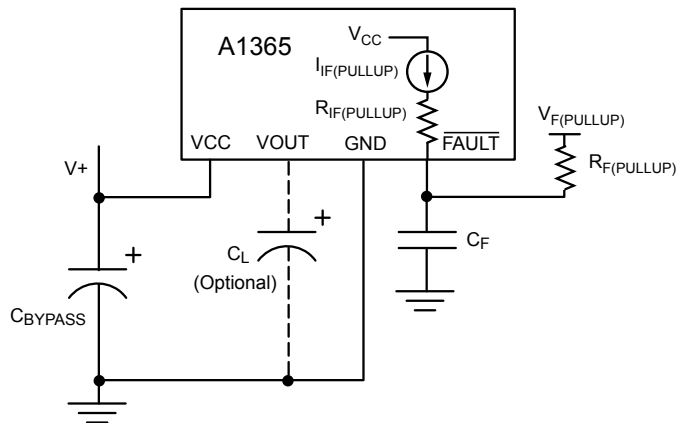 A1365
VCC
IIF(PULLUP)
RIF(PULLUP)
VCC VOUT GND FAULT
VF(PULLUP)
RF(PULLUP)
V+
+
CBYPASS
+
CL
(Optional)
CF